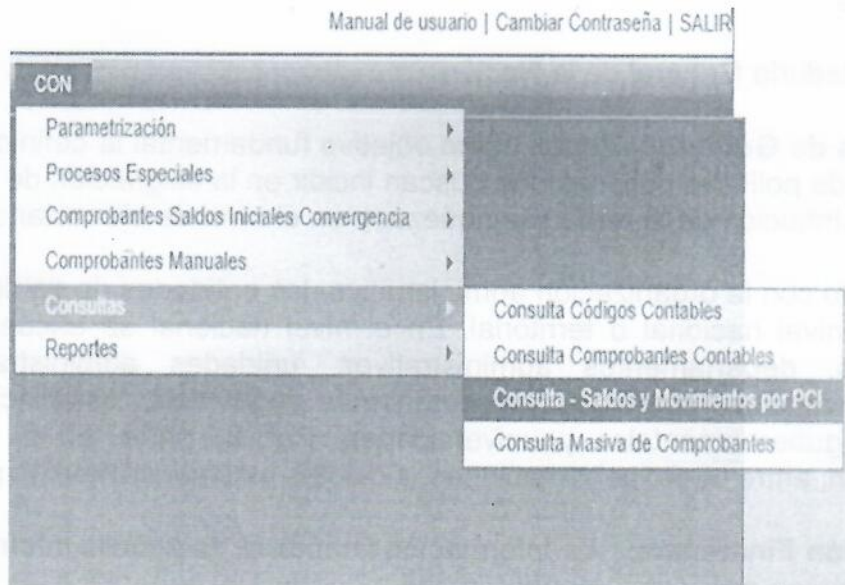 Manual de usuario | Cambiar Contraseña | SALIR
CON
Parametrización
Procesos Especiales
Comprobantes Saldos Iniciales Convergencia
Comprobantes Manuales
Consultas
Reportes
Consulta Códigos Contables
Consulta Comprobantes Contables
Consulta - Saldos y Movimientos por PCI
Consulta Masiva de Comprobantes